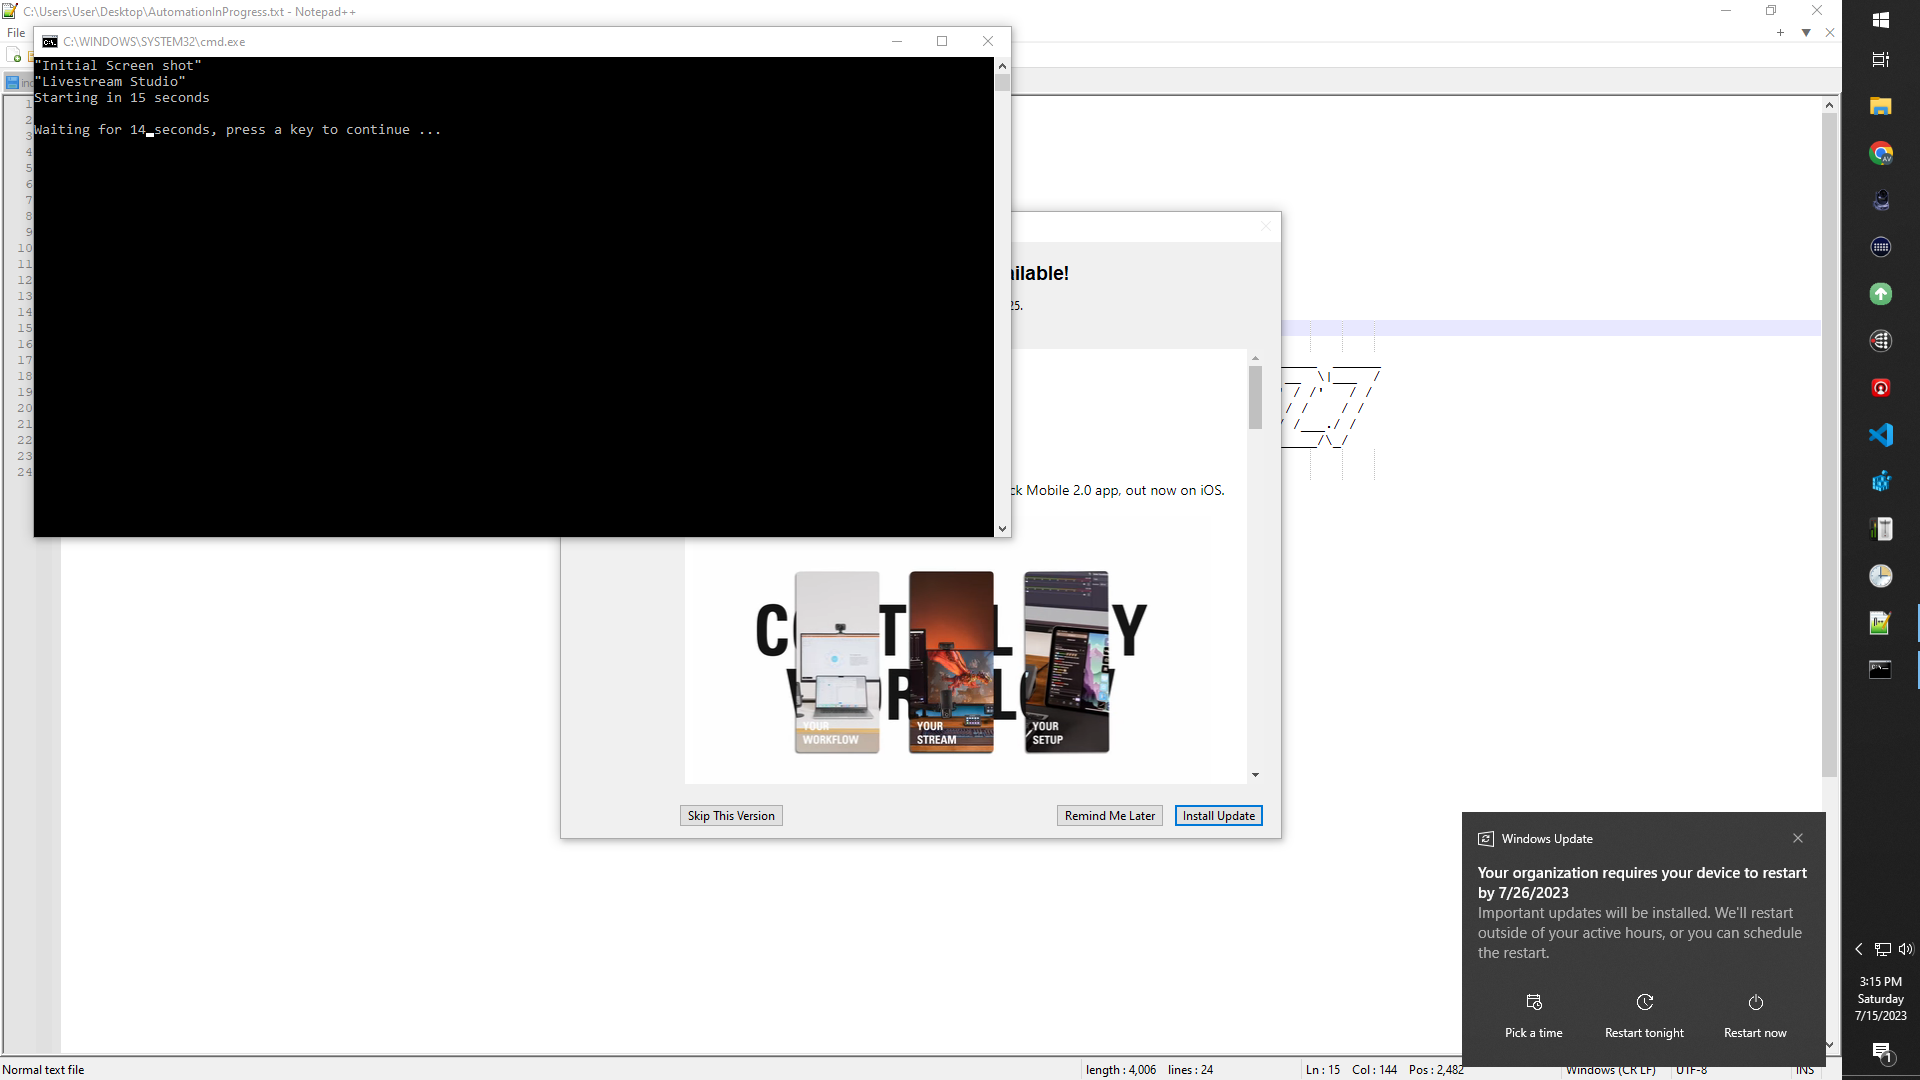 C:\Users\User\Desktop\AutomationInProgress.txt - Notepad++
File
C:\WINDOWS\SYSTEM32\cmd.exe
"Initial Screen shot"
"Livestream Studio"
Starting in 15 seconds
Waiting for 14 seconds, press a key to continue ...
1
2
3
4
5
6
7
8
9
10
11
12
13
14
15
16
17
18
19
20
21
22
23
24
ilable!
25.
ck Mobile 2.0 app, out now on iOS.
YOUR WORKFLOW
YOUR STREAM
YOUR SETUP
Skip This Version
Remind Me Later
Install Update
Windows Update
Your organization requires your device to restart
by 7/26/2023
Important updates will be installed. We'll restart
outside of your active hours, or you can schedule
the restart.
Pick a time
Restart tonight
Restart now
3:15 PM
Saturday
7/15/2023
1
Normal text file
length : 4,006 lines : 24
Ln : 15 Col : 144 Pos : 2,482
Windows (CR LF)
UTF-8
INS